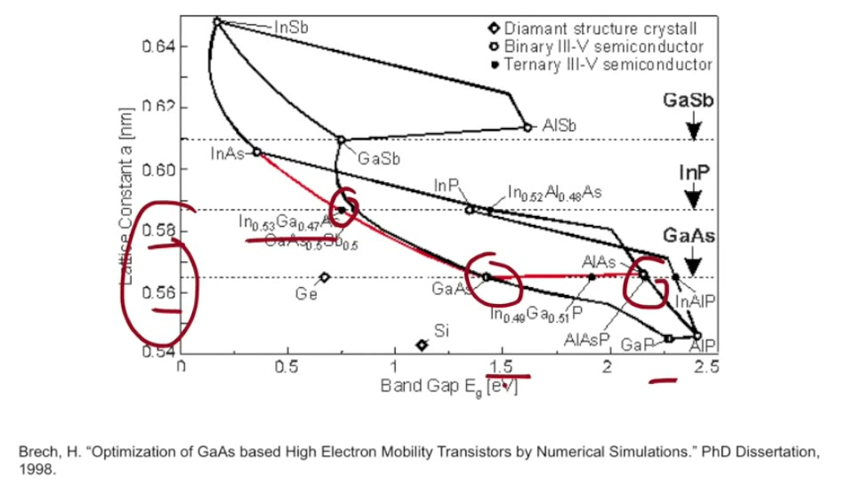 InSb
Diamant structure crystall
Binary III-V semiconductor
Ternary III-V semiconductor
0.64
0.62
0.60
0.58
0.56
0.54
Lattice Constant a [nm]
GaSb
AlSb
InAs
GaSb
InP
InP
In0.52Al0.48As
In0.53Ga0.47As
GaAs0.5Sb0.5
GaAs
AlAs
Ge
GaAs
InAlP
In0.49Ga0.51P
Si
AlAsP
GaP
AlP
0
0.5
1
1.5
2
2.5
Band Gap Eg [eV]
Brech, H. “Optimization of GaAs based High Electron Mobility Transistors by Numerical Simulations.” PhD Dissertation,
1998.